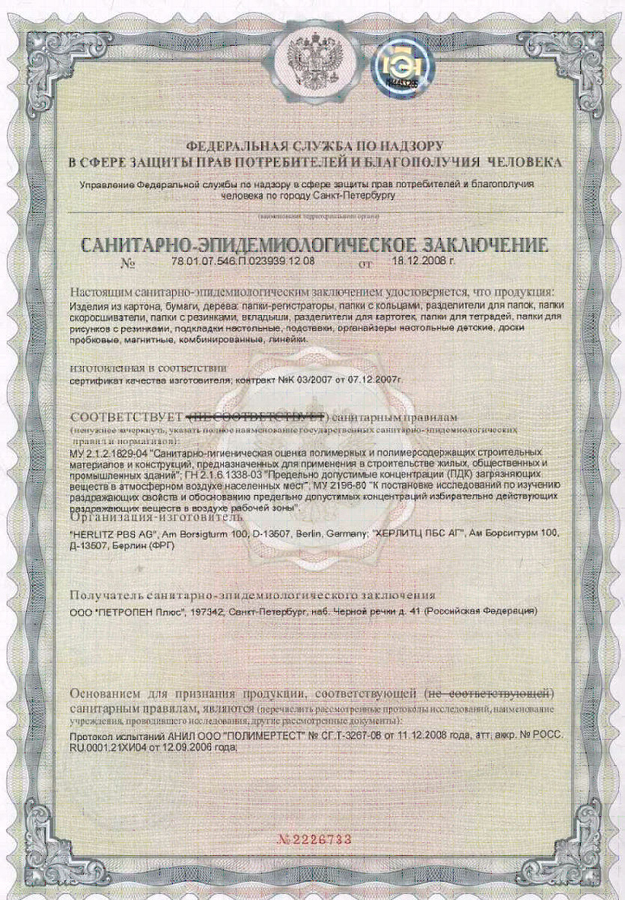 ФЕДЕРАЛЬНАЯ СЛУЖБА ПО НАДЗОРУ
В СФЕРЕ ЗАЩИТЫ ПРАВ ПОТРЕБИТЕЛЕЙ И БЛАГОПОЛУЧИЯ ЧЕЛОВЕКА
Управление Федеральной службы по надзору в сфере защиты прав потребителей и благополучия
человека по городу Санкт-Петербургу
(наименование территориального органа)
САНИТАРНО-ЭПИДЕМИОЛОГИЧЕСКОЕ ЗАКЛЮЧЕНИЕ
№ 78.01.07.546.П.023939.12.08 от 18.12.2008 г.
Настоящим санитарно-эпидемиологическим заключением удостоверяется, что продукция:
Изделия из картона, бумаги, дерева: папки-регистраторы, папки с кольцами, разделители для папок, папки
скоросшиватели, папки с резинками, вкладыши, разделители для картотек, папки для тетрадей, папки для
рисунков с резинками, подкладки настольные, подставки, органайзеры настольные детские, доски
пробковые, магнитные, комбинированные, линейки.
изготовленная в соответствии
сертификат качества изготовителя; контракт №К 03/2007 от 07.12.2007г.
СООТВЕТСТВУЕТ (НЕ СООТВЕТСТВУЕТ) санитарным правилам
(ненужное зачеркнуть, указать полное наименование государственных санитарно-эпидемиологических
правил и нормативов):
МУ 2.1.2.1829-04 "Санитарно-гигиеническая оценка полимерных и полимерсодержащих строительных
материалов и конструкций, предназначенных для применения в строительстве жилых, общественных и
промышленных зданий"; ГН 2.1.6.1338-03 "Предельно допустимые концентрации (ПДК) загрязняющих
веществ в атмосферном воздухе населенных мест", МУ 2196-80 "К постановке исследований по изучению
раздражающих свойств и обоснованию предельно допустимых концентраций избирательно действующих
раздражающих веществ в воздухе рабочей зоны".
Организация-изготовитель
"HERLITZ PBS AG", Am Borsigturm 100, D-13507, Berlin, Germany; "ХЕРЛИТЦ ПБС АГ", Ам Борсигтурм 100,
Д-13507, Берлин (ФРГ)
Получатель санитарно-эпидемиологического заключения
ООО "ПЕТРОПЕН Плюс", 197342, Санкт-Петербург, наб. Черной речки д. 41 (Российская Федерация)
Основанием для признания продукции, соответствующей (не соответствующей)
санитарным правилам, являются (перечислить рассмотренные протоколы исследований, наименование
учреждения, проводившего исследования, другие рассмотренные документы):
Протокол испытаний АНИЛ ООО "ПОЛИМЕРТЕСТ" № СГ.Т-3267-08 от 11.12.2008 года, атт. аккр. № РОСС.
RU.0001.21ХИ04 от 12.09.2006 года;
№2226733